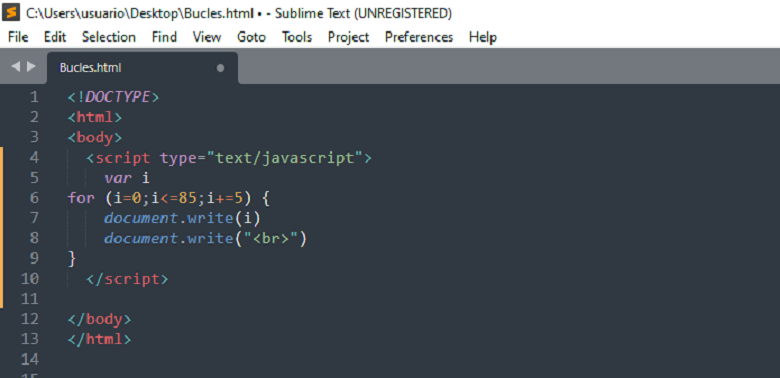 C:\Users\usuario\Desktop\Bucles.html • - Sublime Text (UNREGISTERED)
File Edit Selection Find View Goto Tools Project Preferences Help
Bucles.html
1 <!DOCTYPE>
2 <html>
3 <body>
4 <script type="text/javascript">
5 var i
6 for (i=0;i<=85;i+=5) {
7 document.write(i)
8 document.write("<br>")
9 }
10 </script>
11
12 </body>
13 </html>
14